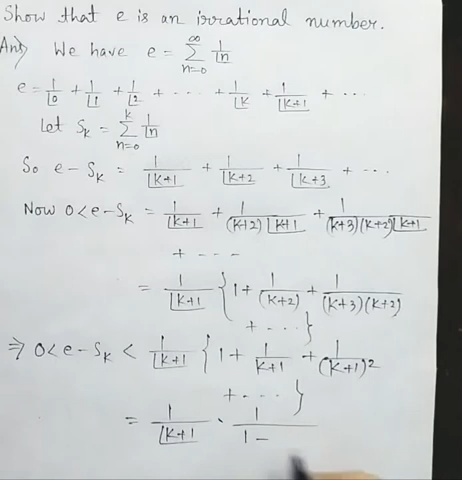 Show that e is an irrational number.
Ans) We have e = ∞∑n=0 1/⌊n
e = 1/⌊0 + 1/⌊1 + 1/⌊2 + ---- + 1/⌊K + 1/⌊K+1 + ---
Let S_K = k∑n=0 1/⌊n
So e - S_K = 1/⌊K+1 + 1/⌊K+2 + 1/⌊K+3 + ---
Now 0 < e - S_K = 1/⌊K+1 + 1/(K+2)⌊K+1 + 1/(K+3)(K+2)⌊K+1
+ ----
= 1/⌊K+1 {1 + 1/(K+2) + 1/(K+3)(K+2)
+ ---}
⇒ 0 < e - S_K < 1/⌊K+1 {1 + 1/K+1 + 1/(K+1)²
+ ---}
= 1/⌊K+1 · 1/1-